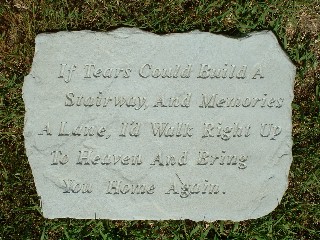 If Tears Could Build A
Stairway, And Memories
A Lane, I'd Walk Right Up
To Heaven And Bring
You Home Again.